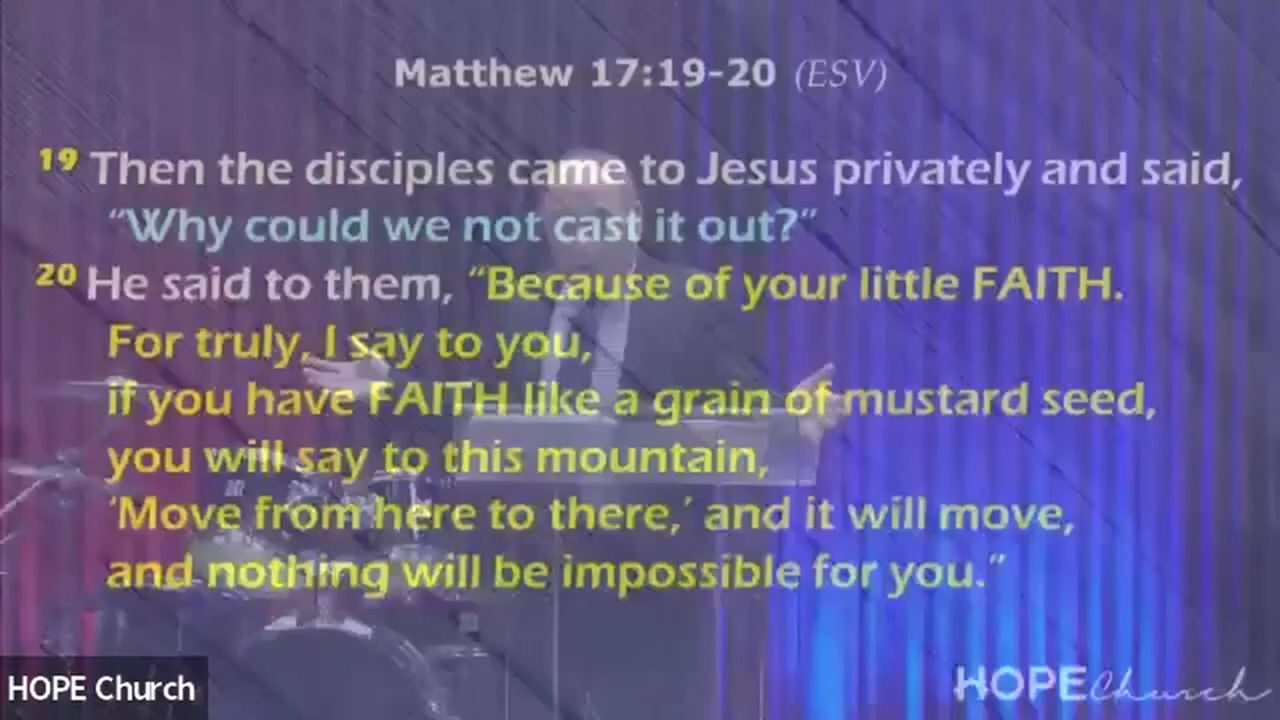 Matthew 17:19-20 (ESV)
19 Then the disciples came to Jesus privately and said,
“Why could we not cast it out?”
20 He said to them, “Because of your little FAITH.
For truly, I say to you,
if you have FAITH like a grain of mustard seed,
you will say to this mountain,
‘Move from here to there,’ and it will move,
and nothing will be impossible for you.”
HOPE Church
HOPE Church